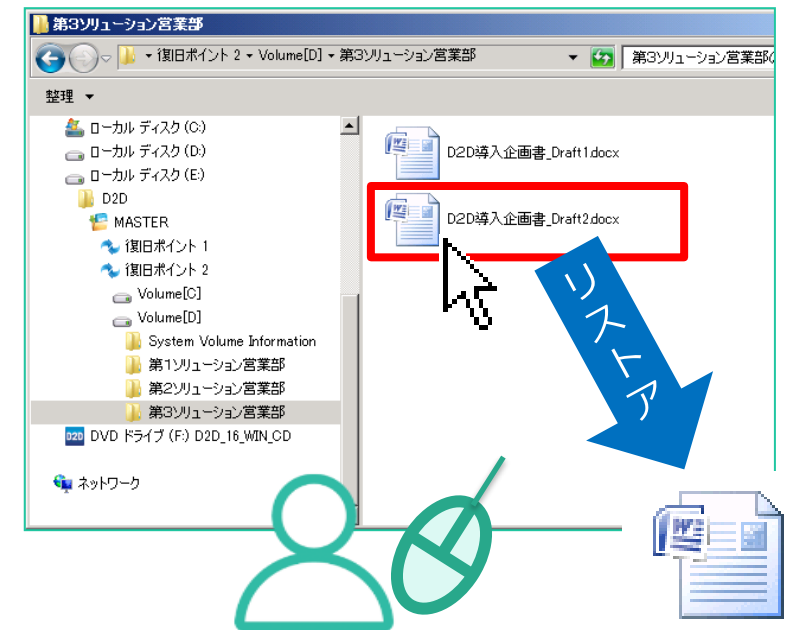 第3ソリューション営業部
復旧ポイント 2 Volume[D] 第3ソリューション営業部
第3ソリューション営業部の
整理
ローカル ディスク (C:)
ローカル ディスク (D:)
ローカル ディスク (E:)
D2D
MASTER
復旧ポイント 1
復旧ポイント 2
Volume[C]
Volume[D]
System Volume Information
第1ソリューション営業部
第2ソリューション営業部
第3ソリューション営業部
D2D DVD ドライブ (F:) D2D_16_WIN_CD
ネットワーク
D2D導入企画書_Draft1.docx
D2D導入企画書_Draft2.docx
リストア